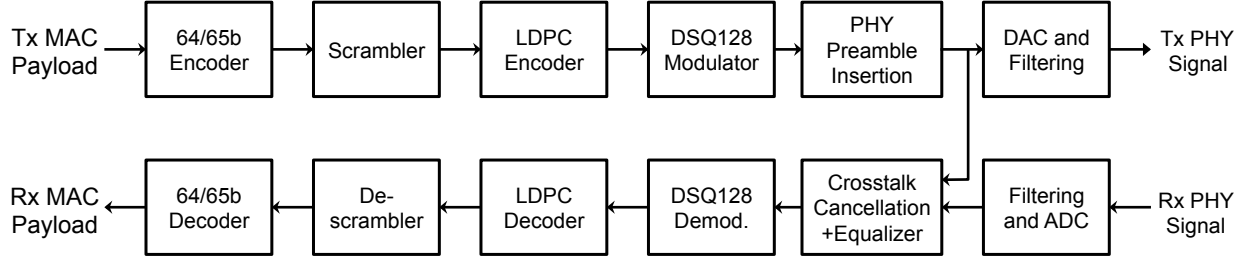 Tx MAC
Payload
64/65b
Encoder
Scrambler
LDPC
Encoder
DSQ128
Modulator
PHY
Preamble
Insertion
DAC and
Filtering
Tx PHY
Signal
Rx MAC
Payload
64/65b
Decoder
De-
scrambler
LDPC
Decoder
DSQ128
Demod.
Crosstalk
Cancellation
+Equalizer
Filtering
and ADC
Rx PHY
Signal